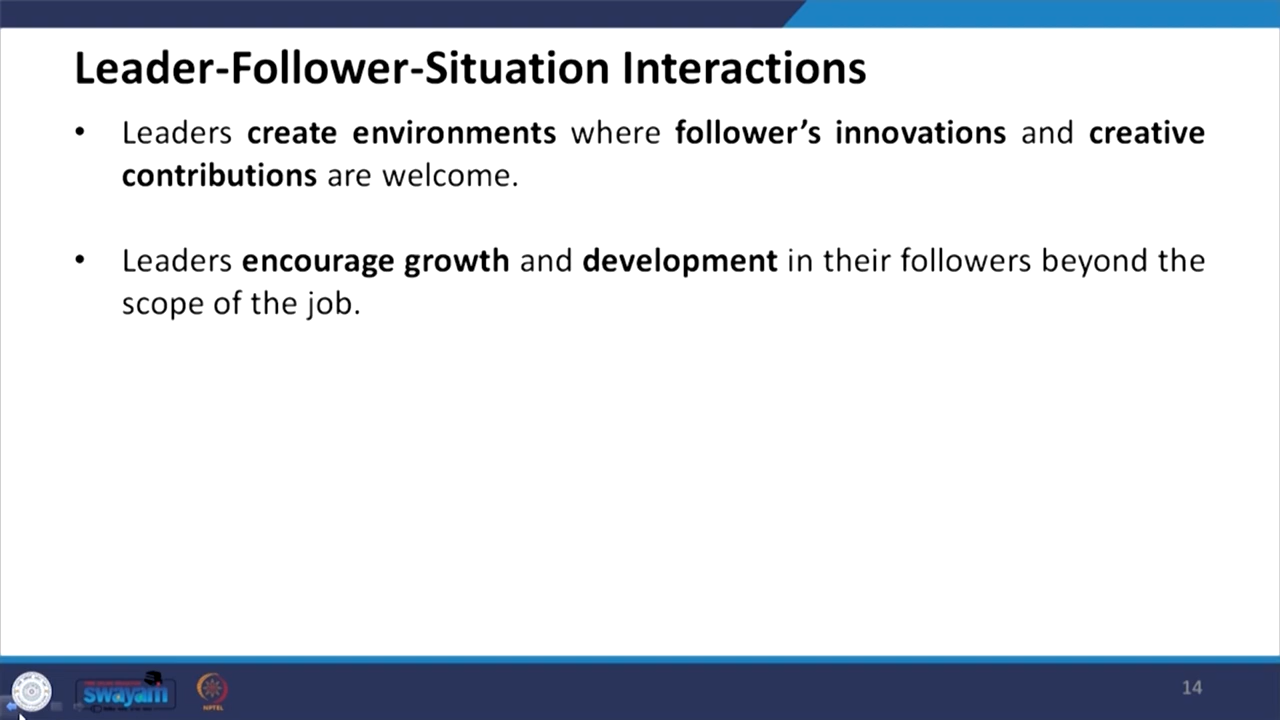 Leader-Follower-Situation Interactions
• Leaders create environments where follower’s innovations and creative
contributions are welcome.
• Leaders encourage growth and development in their followers beyond the
scope of the job.
swayam
NPTEL
14